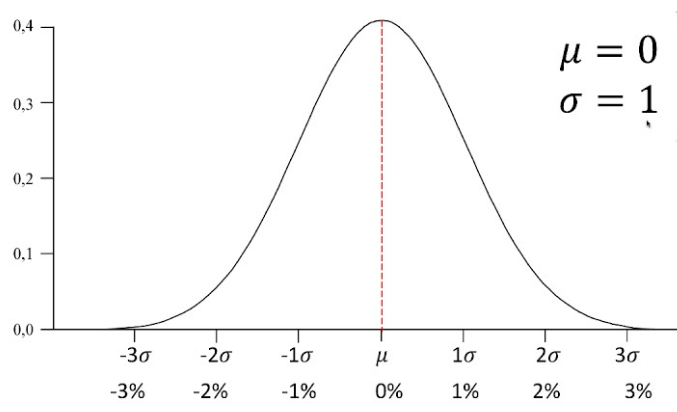 0,4
μ = 0
σ = 1
0,3
0,2
0,1
0,0
-3σ -2σ -1σ μ 1σ 2σ 3σ
-3% -2% -1% 0% 1% 2% 3%